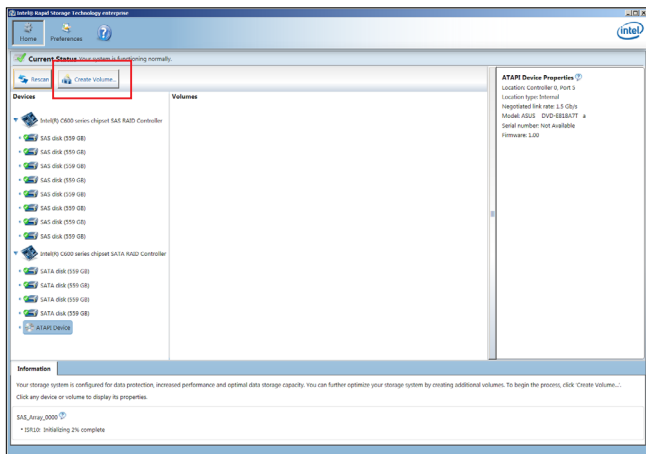 Intel® Rapid Storage Technology enterprise
Home
Preferences
intel
Current Status Your system is functioning normally.
Rescan
Create Volume...
Devices
Volumes
Intel(R) C600 series chipset SAS RAID Controller
SAS disk (559 GB)
SAS disk (559 GB)
SAS disk (559 GB)
SAS disk (559 GB)
SAS disk (559 GB)
SAS disk (559 GB)
SAS disk (559 GB)
SAS disk (559 GB)
Intel(R) C600 series chipset SATA RAID Controller
SATA disk (559 GB)
SATA disk (559 GB)
SATA disk (559 GB)
SATA disk (559 GB)
ATAPI Device
ATAPI Device Properties
Location: Controller 0, Port 5
Location type: Internal
Negotiated link rate: 1.5 Gb/s
Model: ASUS DVD-E818A7T a
Serial number: Not Available
Firmware: 1.00
Information
Your storage system is configured for data protection, increased performance and optimal data storage capacity. You can further optimize your storage system by creating additional volumes. To begin the process, click 'Create Volume...'.
Click any device or volume to display its properties.
SAS_Array_0000
• ISR10: Initializing 2% complete